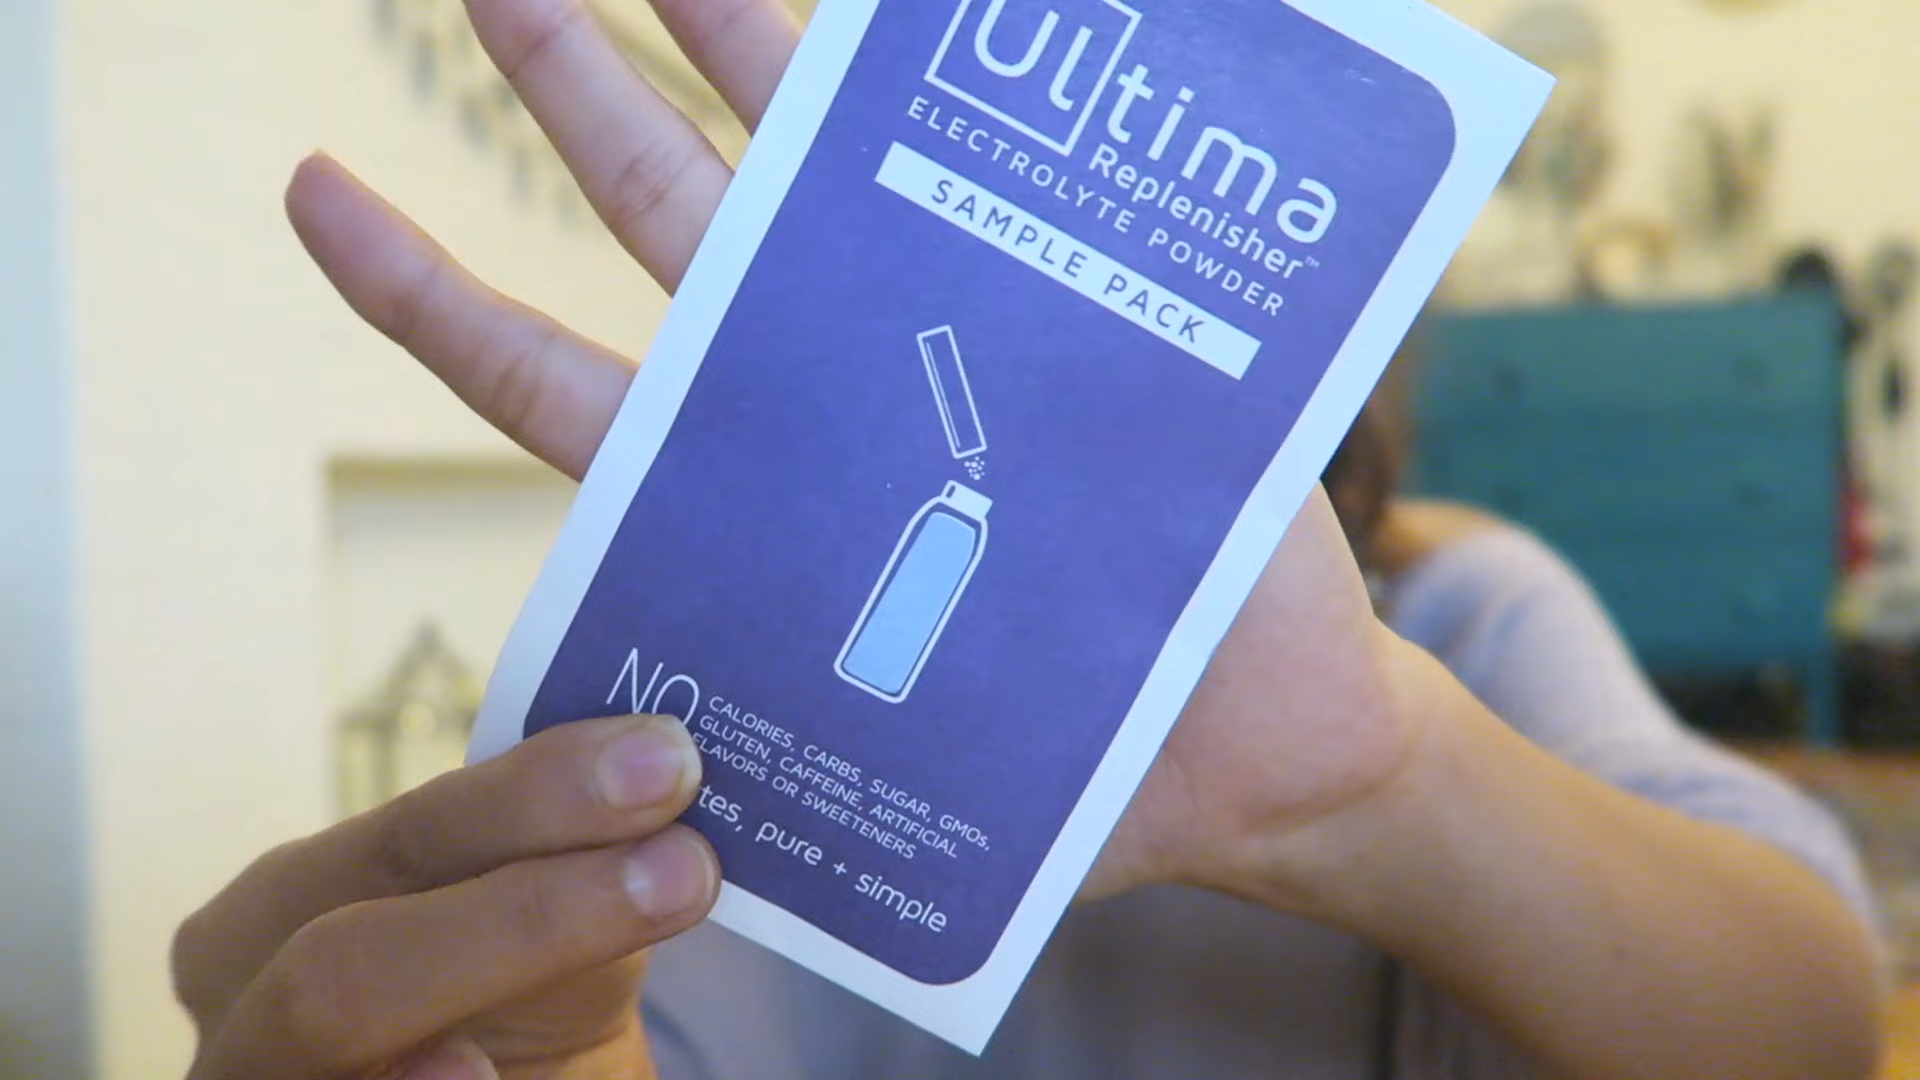 Ultima
Replenisher™
ELECTROLYTE POWDER
SAMPLE PACK
NO
CALORIES, CARBS, SUGAR, GMOs,
GLUTEN, CAFFEINE, ARTIFICIAL
FLAVORS OR SWEETENERS
pure + simple